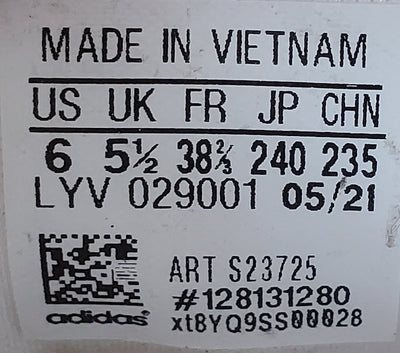 MADE IN VIETNAM
US UK FR JP CHN
6 5½ 38⅔ 240 235
LYV 029001 05/21
ART S23725
#128131280
adidas xt8YQ9SS00028